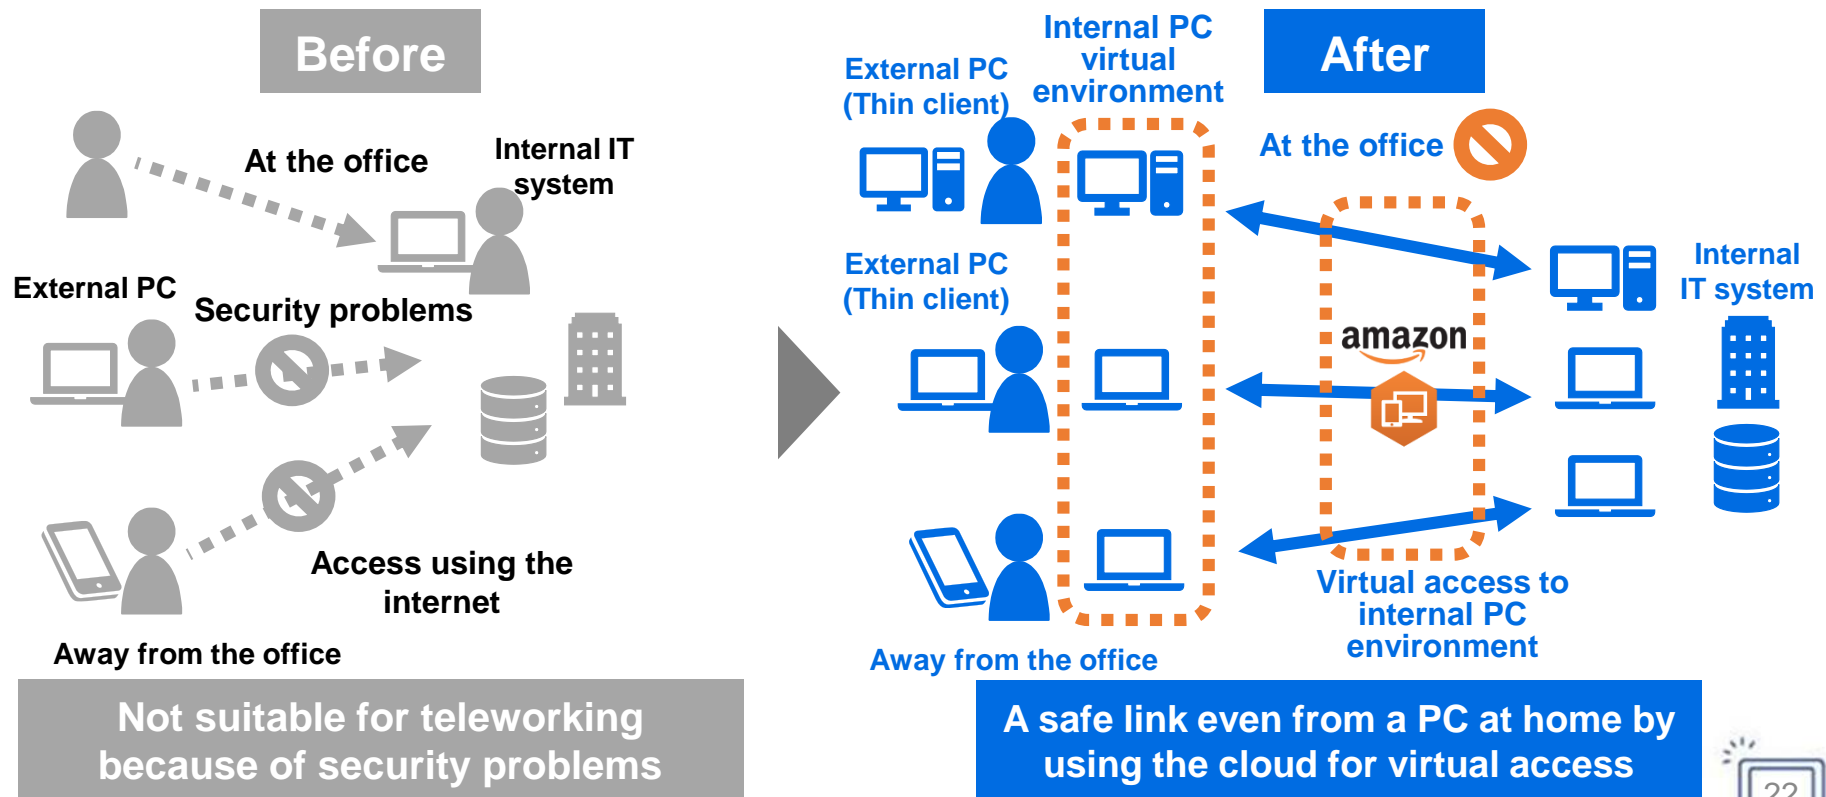 Before
At the office
Internal IT
system
External PC
Security problems
Access using the
internet
Away from the office
Not suitable for teleworking
because of security problems
After
External PC
(Thin client)
Internal PC
virtual
environment
At the office
External PC
(Thin client)
amazon
Internal
IT system
Virtual access to
internal PC
environment
Away from the office
A safe link even from a PC at home by
using the cloud for virtual access
22